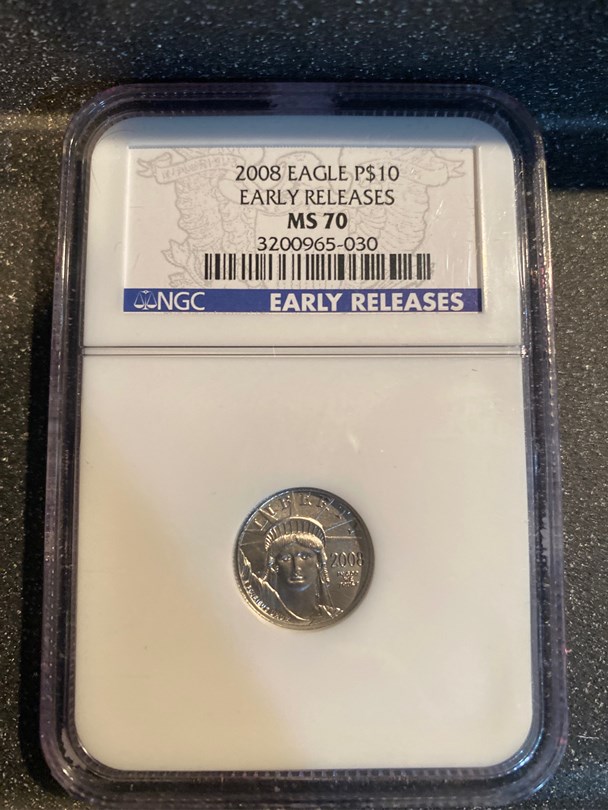 2008 EAGLE P$10
EARLY RELEASES
MS 70
3200965-030
NGC EARLY RELEASES
LIBERTY
2008